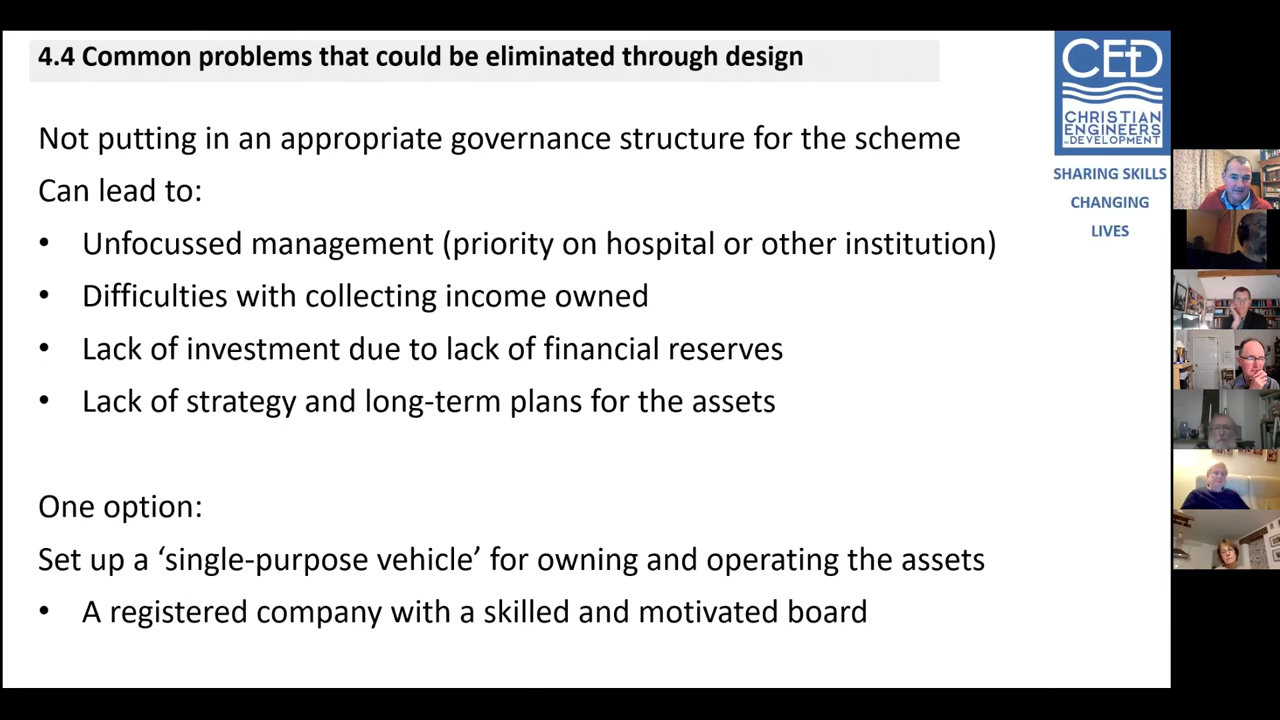 4.4 Common problems that could be eliminated through design
Not putting in an appropriate governance structure for the scheme
Can lead to:
• Unfocussed management (priority on hospital or other institution)
• Difficulties with collecting income owned
• Lack of investment due to lack of financial reserves
• Lack of strategy and long-term plans for the assets
One option:
Set up a ‘single-purpose vehicle’ for owning and operating the assets
• A registered company with a skilled and motivated board
CED
CHRISTIAN
ENGINEERS
IN DEVELOPMENT
SHARING SKILLS
CHANGING
LIVES